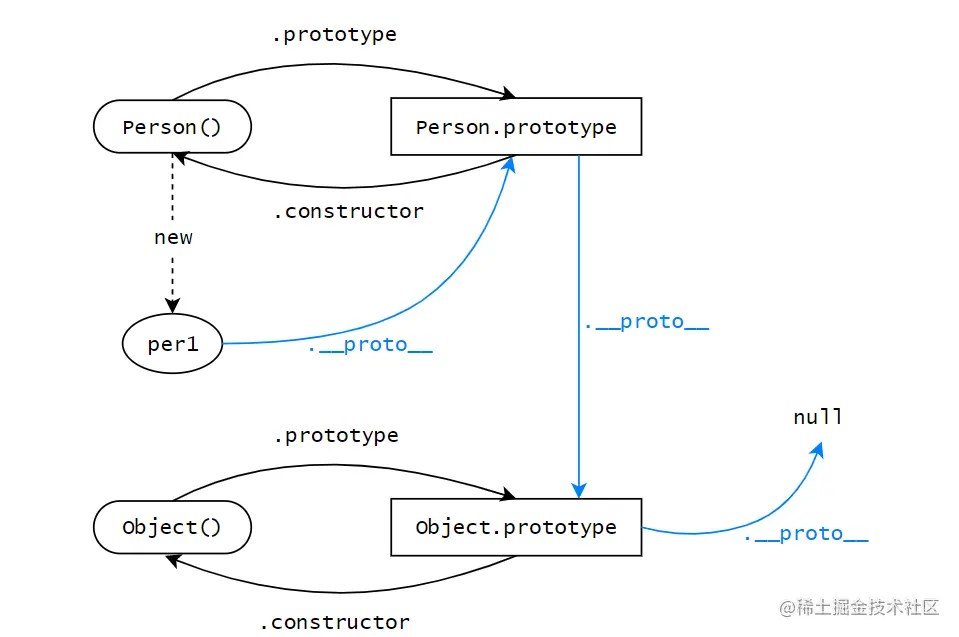 .prototype
Person()
Person.prototype
.constructor
new
.__proto__
per1
.__proto__
null
.prototype
Object()
Object.prototype
.__proto__
.constructor
@稀土掘金技术社区